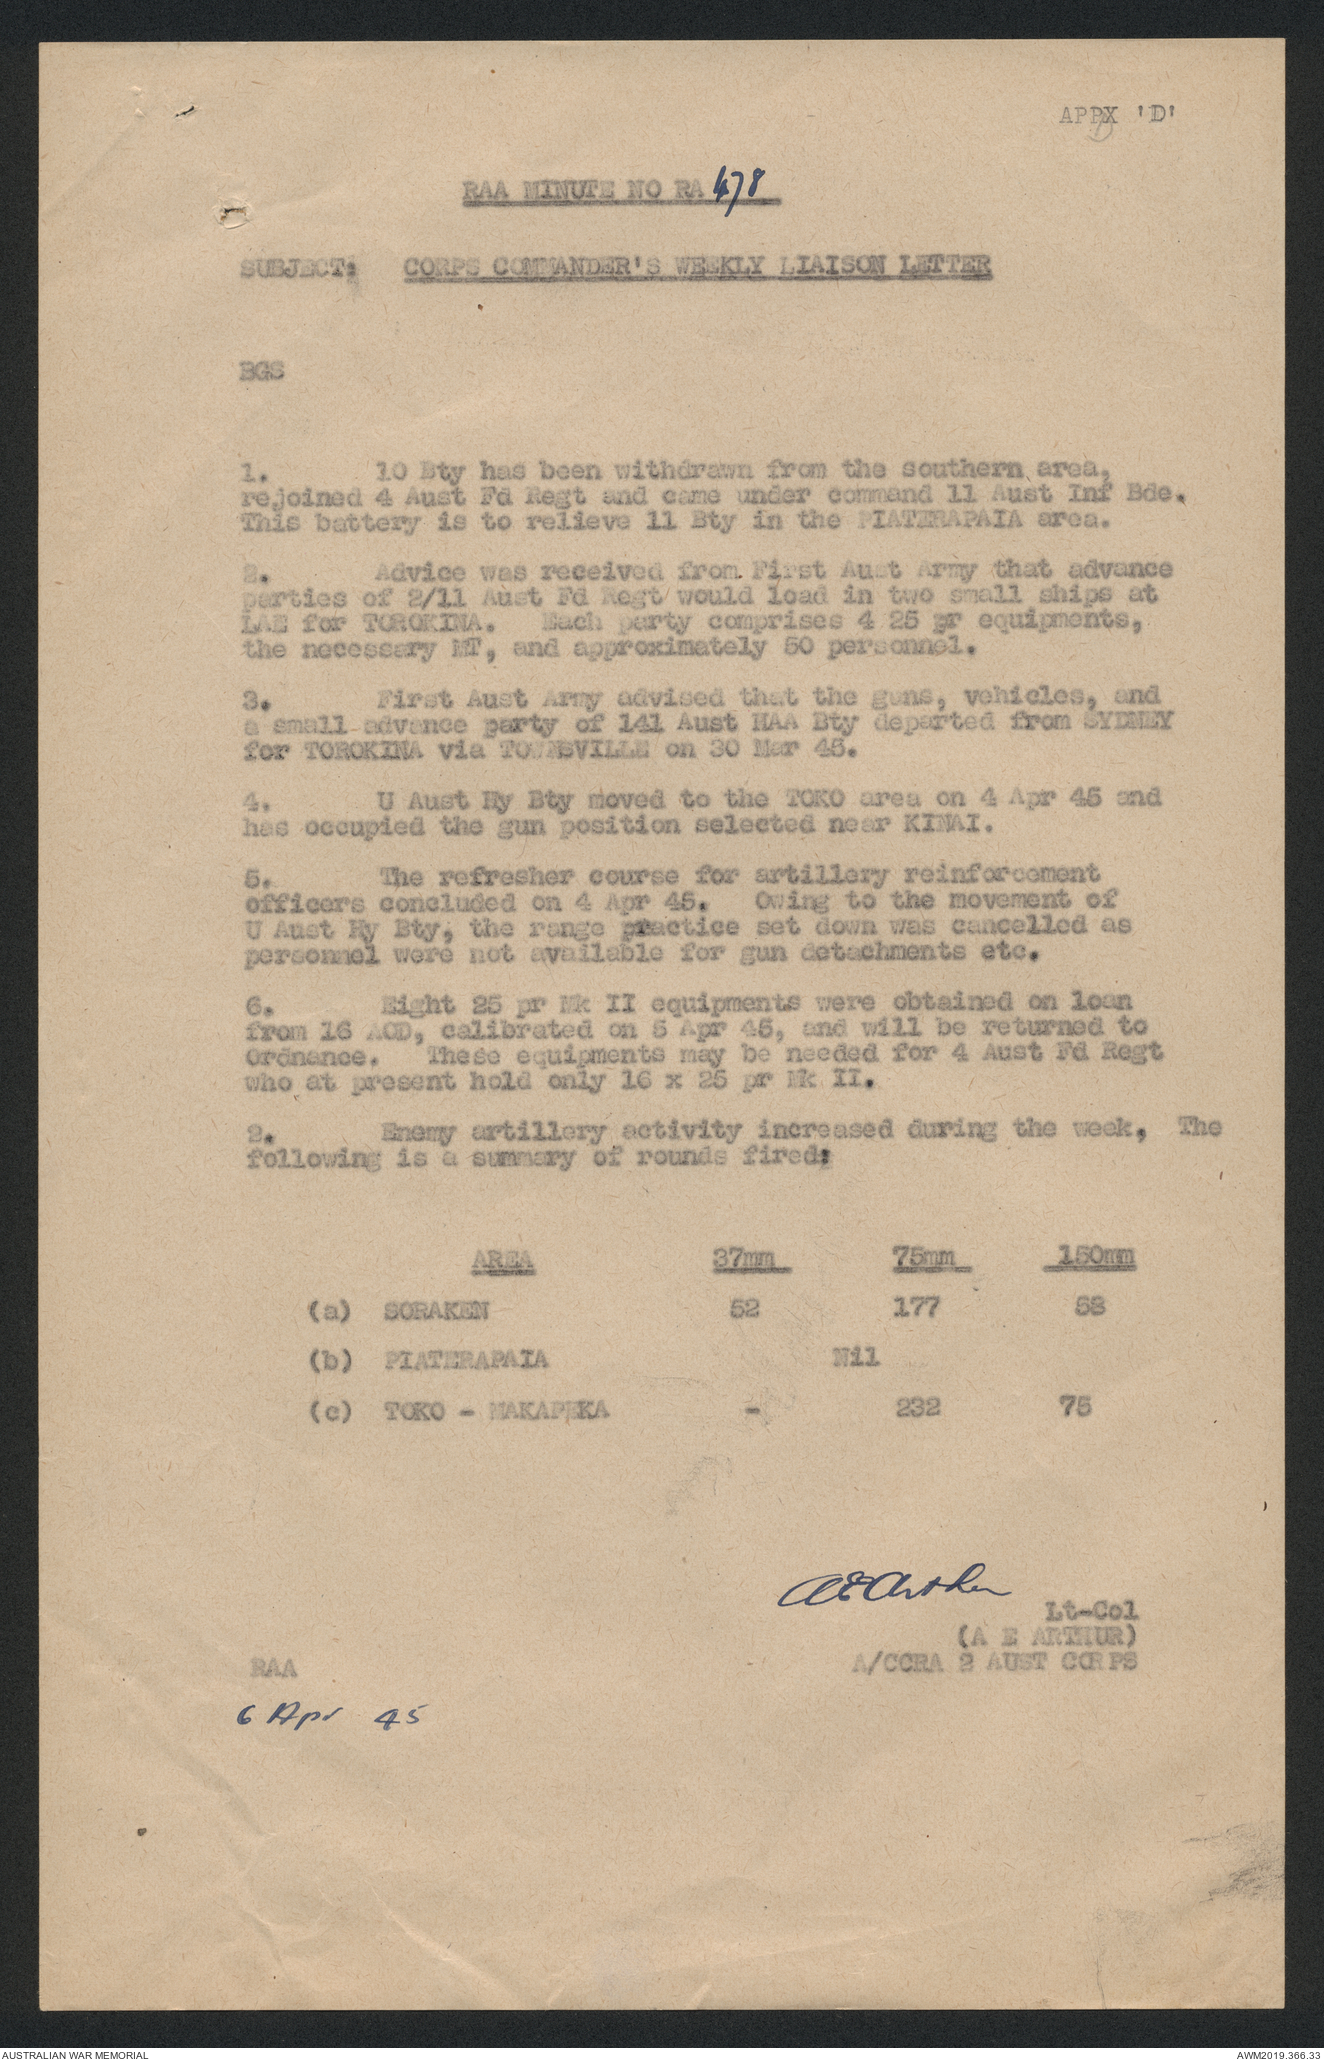 APPX 'D'
RAA MINUTE NO RA 478
SUBJECT: CORPS COMMANDER'S WEEKLY LIAISON LETTER
BGS
1. 10 Bty has been withdrawn from the southern area,
rejoined 4 Aust Fd Regt and came under command 11 Aust Inf Bde.
This battery is to relieve 11 Bty in the PIATERAPAIA area.
2. Advice was received from First Aust Army that advance
parties of 2/11 Aust Fd Regt would load in two small ships at
LAE for TOROKINA. Each party comprises 4 25 pr equipments,
the necessary MT, and approximately 50 personnel.
3. First Aust Army advised that the guns, vehicles, and
a small advance party of 141 Aust HAA Bty departed from SYDNEY
for TOROKINA via TOWNSVILLE on 30 Mar 45.
4. U Aust Hy Bty moved to the TOKO area on 4 Apr 45 and
has occupied the gun position selected near KINAI.
5. The refresher course for artillery reinforcement
officers concluded on 4 Apr 45. Owing to the movement of
U Aust Hy Bty, the range practice set down was cancelled as
personnel were not available for gun detachments etc.
6. Eight 25 pr Mk II equipments were obtained on loan
from 16 AOD, calibrated on 5 Apr 45, and will be returned to
Ordnance. These equipments may be needed for 4 Aust Fd Regt
who at present hold only 16 x 25 pr Mk II.
2. Enemy artillery activity increased during the week, The
following is a summary of rounds fired:
AREA 37mm 75mm 150mm
(a) SORAKEN 52 177 58
(b) PIATERAPAIA Nil
(c) TOKO - MAKAPEKA - 232 75
A E Arthur
Lt-Col
(A E ARTHUR)
A/CCRA 2 AUST CORPS
RAA
6 Apr 45
AUSTRALIAN WAR MEMORIAL
AWM2019.366.33